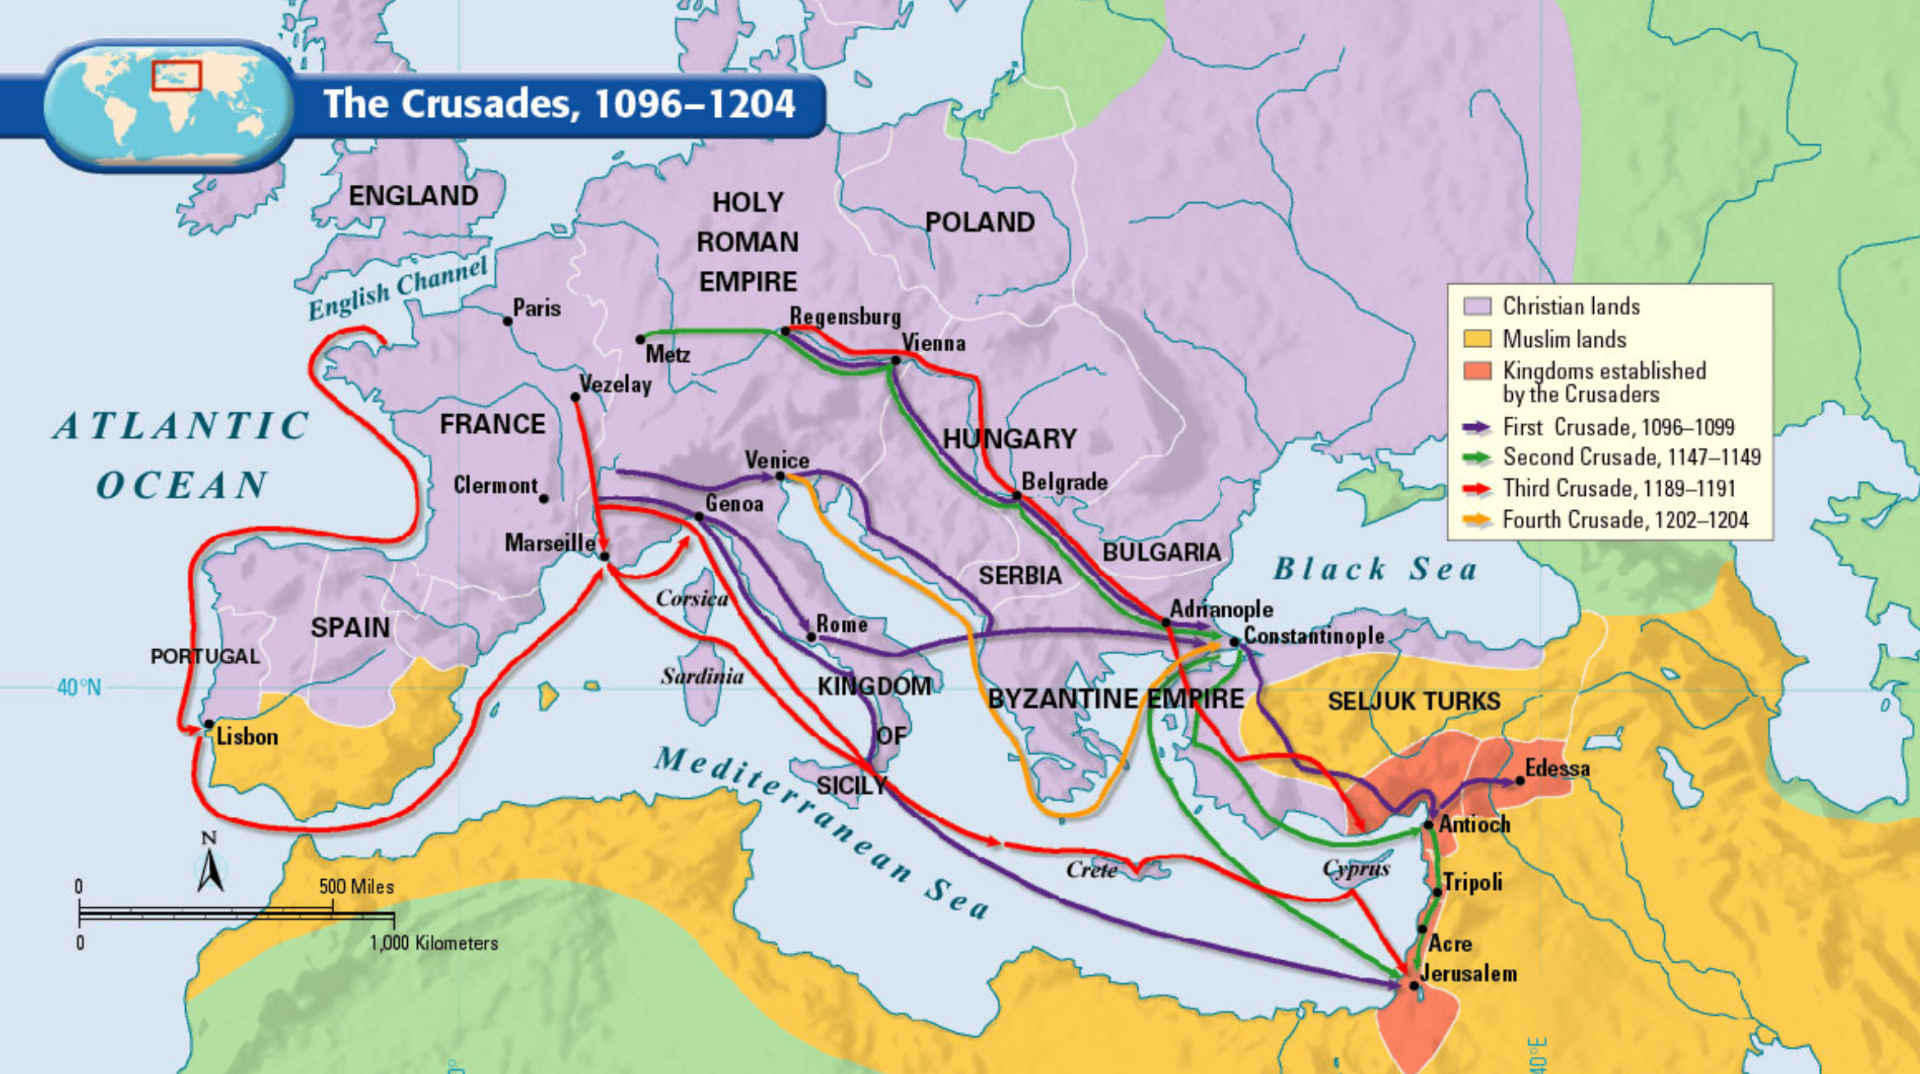 The Crusades, 1096–1204
ENGLAND
HOLY
ROMAN
EMPIRE
POLAND
English Channel
Paris
Regensburg
Metz
Vienna
Vezelay
ATLANTIC
OCEAN
FRANCE
HUNGARY
Clermont
Venice
Genoa
Belgrade
Marseille
BULGARIA
SERBIA
Black Sea
Corsica
Adrianople
Constantinople
Rome
SPAIN
PORTUGAL
Sardinia
40°N
KINGDOM
OF
SICILY
BYZANTINE EMPIRE
SELJUK TURKS
Lisbon
Mediterranean Sea
Edessa
Antioch
Crete
Cyprus
Tripoli
Acre
Jerusalem
N
0
500 Miles
0
1,000 Kilometers
0°
40°E
Christian lands
Muslim lands
Kingdoms established
by the Crusaders
First Crusade, 1096–1099
Second Crusade, 1147–1149
Third Crusade, 1189–1191
Fourth Crusade, 1202–1204